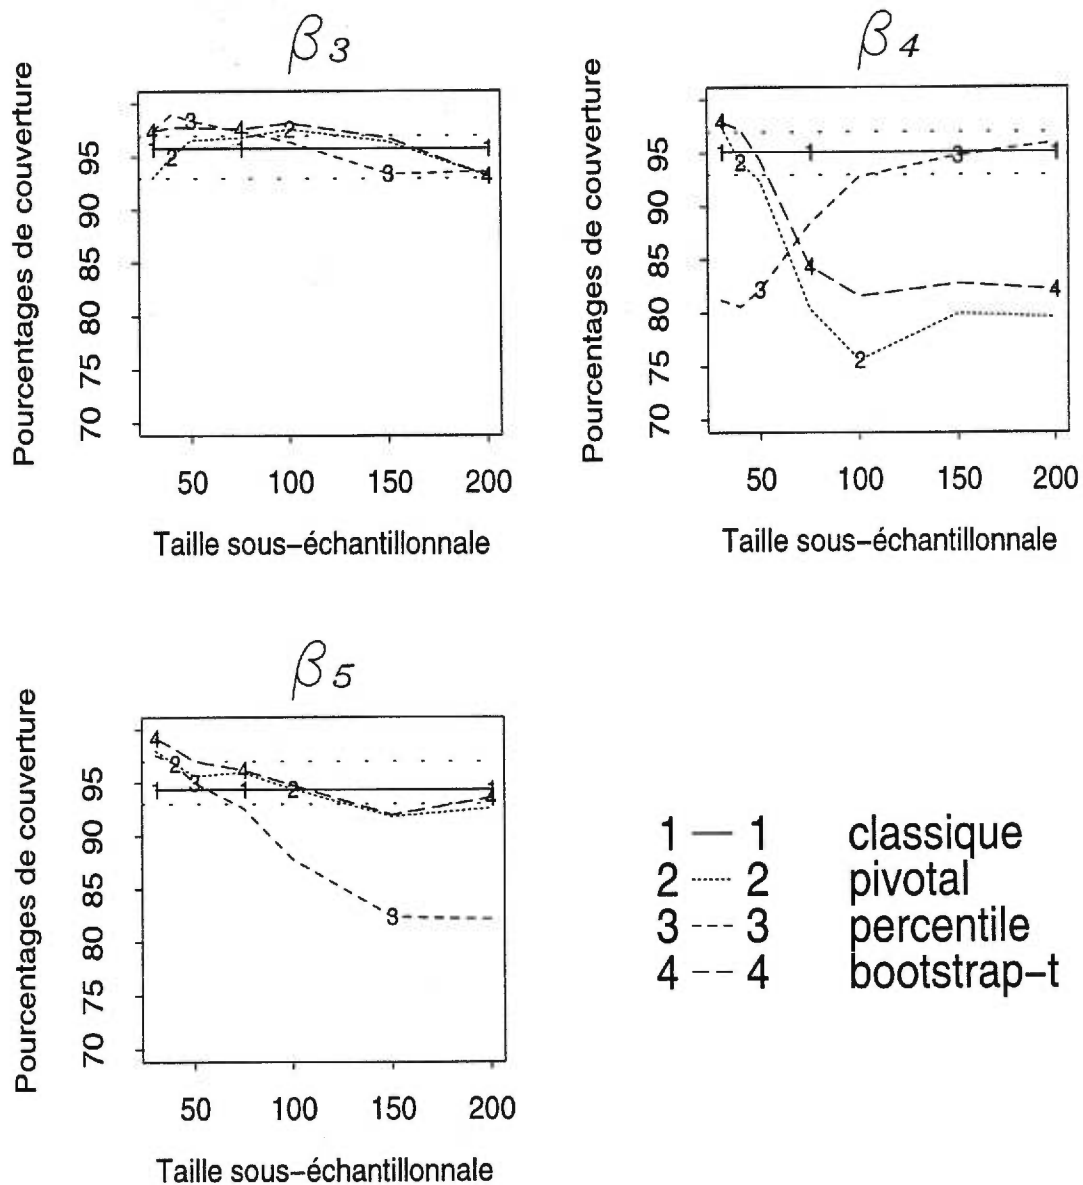 β3
Pourcentages de couverture
95
90
85
80
75
70
50 100 150 200
Taille sous-échantillonnale
β4
Pourcentages de couverture
95
90
85
80
75
70
50 100 150 200
Taille sous-échantillonnale
β5
Pourcentages de couverture
95
90
85
80
75
70
50 100 150 200
Taille sous-échantillonnale
1 — 1 classique
2 ······ 2 pivotal
3 --- 3 percentile
4 – – 4 bootstrap-t